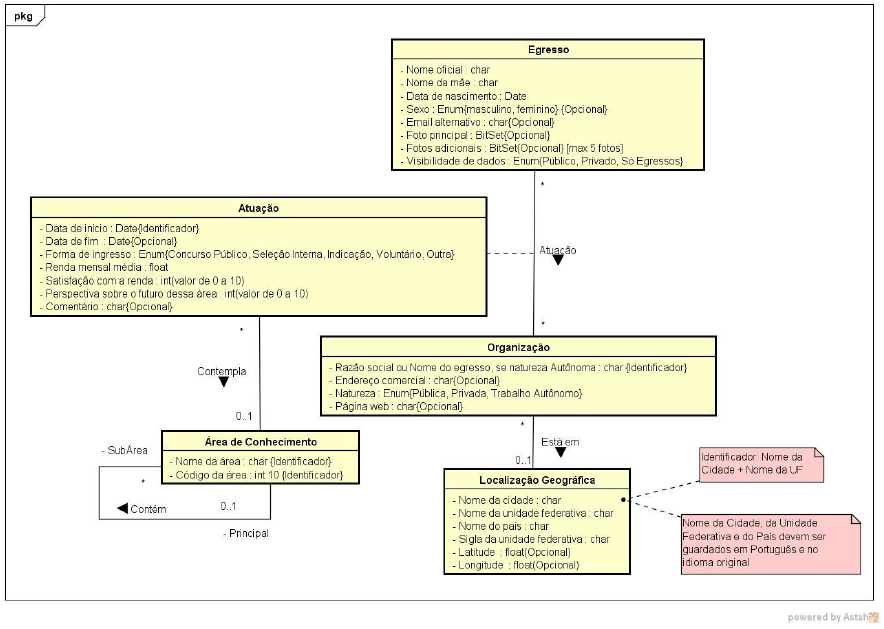 pkg
Egresso
- Nome oficial : char
- Nome da mãe : char
- Data de nascimento : Date
- Sexo : Enum{masculino, feminino} {Opcional}
- Email alternativo : char{Opcional}
- Foto principal : BitSet{Opcional}
- Fotos adicionais : BitSet{Opcional} [max 5 fotos]
- Visibilidade de dados : Enum{Público, Privado, Só Egressos}
*
Atuação
- Data de início : Date{Identificador}
- Data de fim : Date{Opcional}
- Forma de ingresso : Enum{Concurso Público, Seleção Interna, Indicação, Voluntário, Outra}
- Renda mensal média : float
- Satisfação com a renda : int(valor de 0 a 10)
- Perspectiva sobre o futuro dessa área : int(valor de 0 a 10)
- Comentário : char{Opcional}
Atuação
*
*
Organização
- Razão social ou Nome do egresso, se natureza Autônoma : char {Identificador}
- Endereço comercial : char{Opcional}
- Natureza : Enum{Pública, Privada, Trabalho Autônomo}
- Página web : char{Opcional}
Contempla
0..1
*
Está em
0..1
Área de Conhecimento
- Nome da área : char {Identificador}
- Código da área : int 10 {Identificador}
- SubÁrea
*
Contém
0..1
- Principal
Localização Geográfica
- Nome da cidade : char
- Nome da unidade federativa : char
- Nome do país : char
- Sigla da unidade federativa : char
- Latitude : float(Opcional)
- Longitude : float(Opcional)
Identificador: Nome da
Cidade + Nome da UF
Nome da Cidade, da Unidade
Federativa e do País devem ser
guardados em Português e no
idioma original
powered by Astah